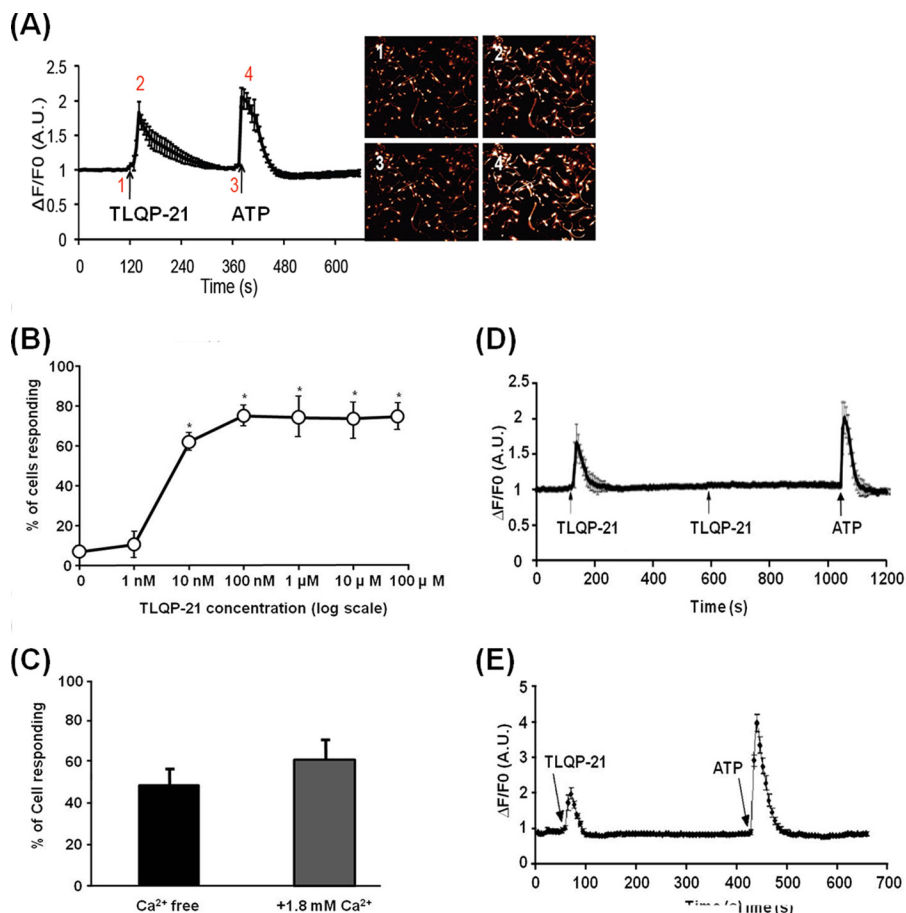 (A)
ΔF/F0 (A.U.)
2.5
2
1.5
1
0.5
0
0 120 240 360 480 600
Time (s)
1
2
3
4
TLQP-21
ATP
1
2
3
4
(B)
% of cells responding
100
80
60
40
20
0
* * * * *
0 1 nM 10 nM 100 nM 1 µM 10 µ M 100 µ M
TLQP-21 concentration (log scale)
(C)
% of Cell responding
100
80
60
40
20
0
Ca²⁺ free
+1.8 mM Ca²⁺
(D)
ΔF/F0 (A.U.)
2.5
2
1.5
1
0.5
0
TLQP-21
TLQP-21
ATP
0 200 400 600 800 1000 1200
Time (s)
(E)
ΔF/F0 (A.U.)
5
4
3
2
1
0
TLQP-21
ATP
0 100 200 300 400 500 600 700
Time (s)